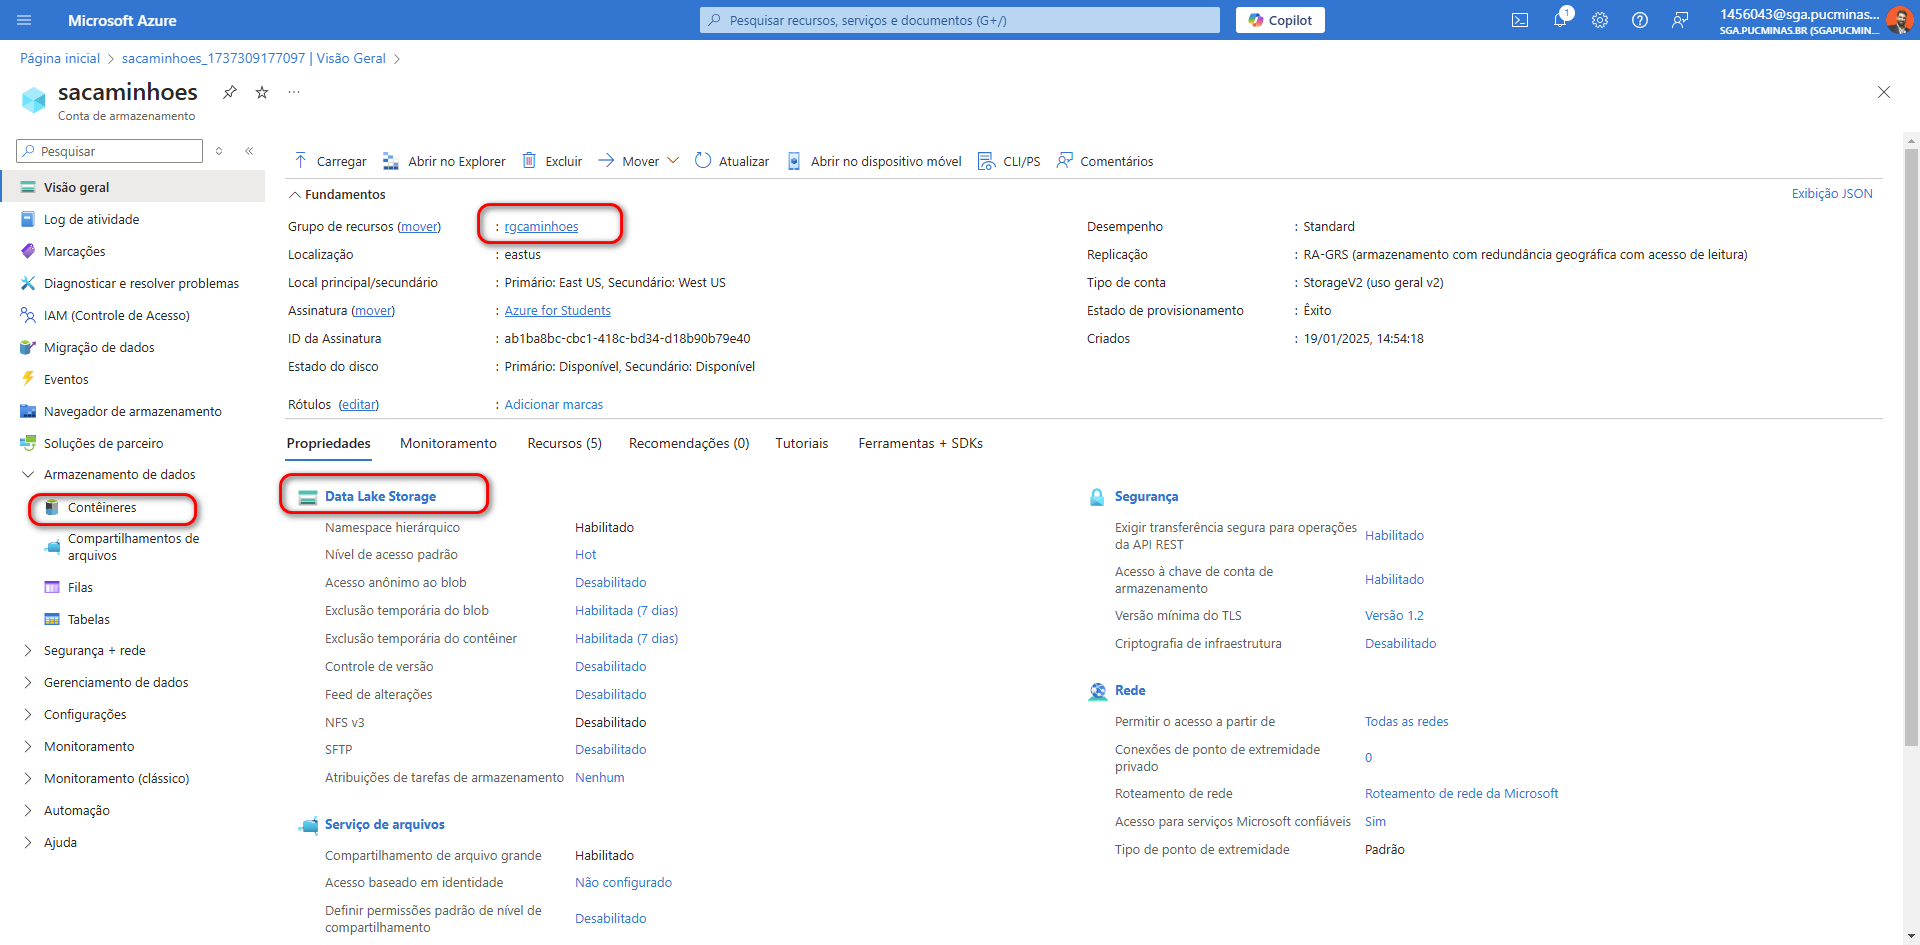 Microsoft Azure
Pesquisar recursos, serviços e documentos (G+/)
Copilot
1
1456043@sga.pucminas...
SGA.PUCMINAS.BR (SGAPUCMIN...
Página inicial > sacaminhoes_1737309177097 | Visão Geral >
sacaminhoes
Conta de armazenamento
Pesquisar
Visão geral
Log de atividade
Marcações
Diagnosticar e resolver problemas
IAM (Controle de Acesso)
Migração de dados
Eventos
Navegador de armazenamento
Soluções de parceiro
Armazenamento de dados
Contêineres
Compartilhamentos de
arquivos
Filas
Tabelas
Segurança + rede
Gerenciamento de dados
Configurações
Monitoramento
Monitoramento (clássico)
Automação
Ajuda
Carregar Abrir no Explorer Excluir Mover Atualizar Abrir no dispositivo móvel CLI/PS Comentários
Fundamentos
Exibição JSON
Grupo de recursos (mover) : rgcaminhoes
Localização : eastus
Local principal/secundário : Primário: East US, Secundário: West US
Assinatura (mover) : Azure for Students
ID da Assinatura : ab1ba8bc-cbc1-418c-bd34-d18b90b79e40
Estado do disco : Primário: Disponível, Secundário: Disponível
Rótulos (editar) : Adicionar marcas
Desempenho : Standard
Replicação : RA-GRS (armazenamento com redundância geográfica com acesso de leitura)
Tipo de conta : StorageV2 (uso geral v2)
Estado de provisionamento : Êxito
Criados : 19/01/2025, 14:54:18
Propriedades Monitoramento Recursos (5) Recomendações (0) Tutoriais Ferramentas + SDKs
Data Lake Storage
Namespace hierárquico Habilitado
Nível de acesso padrão Hot
Acesso anônimo ao blob Desabilitado
Exclusão temporária do blob Habilitada (7 dias)
Exclusão temporária do contêiner Habilitada (7 dias)
Controle de versão Desabilitado
Feed de alterações Desabilitado
NFS v3 Desabilitado
SFTP Desabilitado
Atribuições de tarefas de armazenamento Nenhum
Serviço de arquivos
Compartilhamento de arquivo grande Habilitado
Acesso baseado em identidade Não configurado
Definir permissões padrão de nível de
compartilhamento Desabilitado
Segurança
Exigir transferência segura para operações
da API REST Habilitado
Acesso à chave de conta de
armazenamento Habilitado
Versão mínima do TLS Versão 1.2
Criptografia de infraestrutura Desabilitado
Rede
Permitir o acesso a partir de Todas as redes
Conexões de ponto de extremidade
privado 0
Roteamento de rede Roteamento de rede da Microsoft
Acesso para serviços Microsoft confiáveis Sim
Tipo de ponto de extremidade Padrão